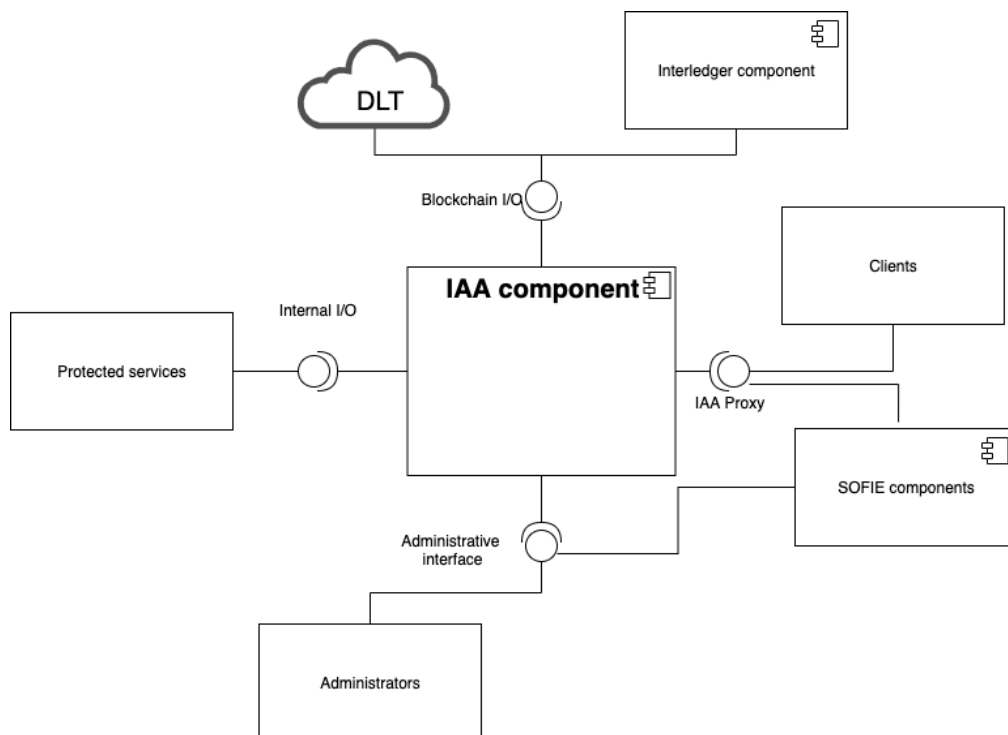 DLT
Interledger component
Blockchain I/O
Clients
IAA component
Internal I/O
Protected services
IAA Proxy
SOFIE components
Administrative
interface
Administrators